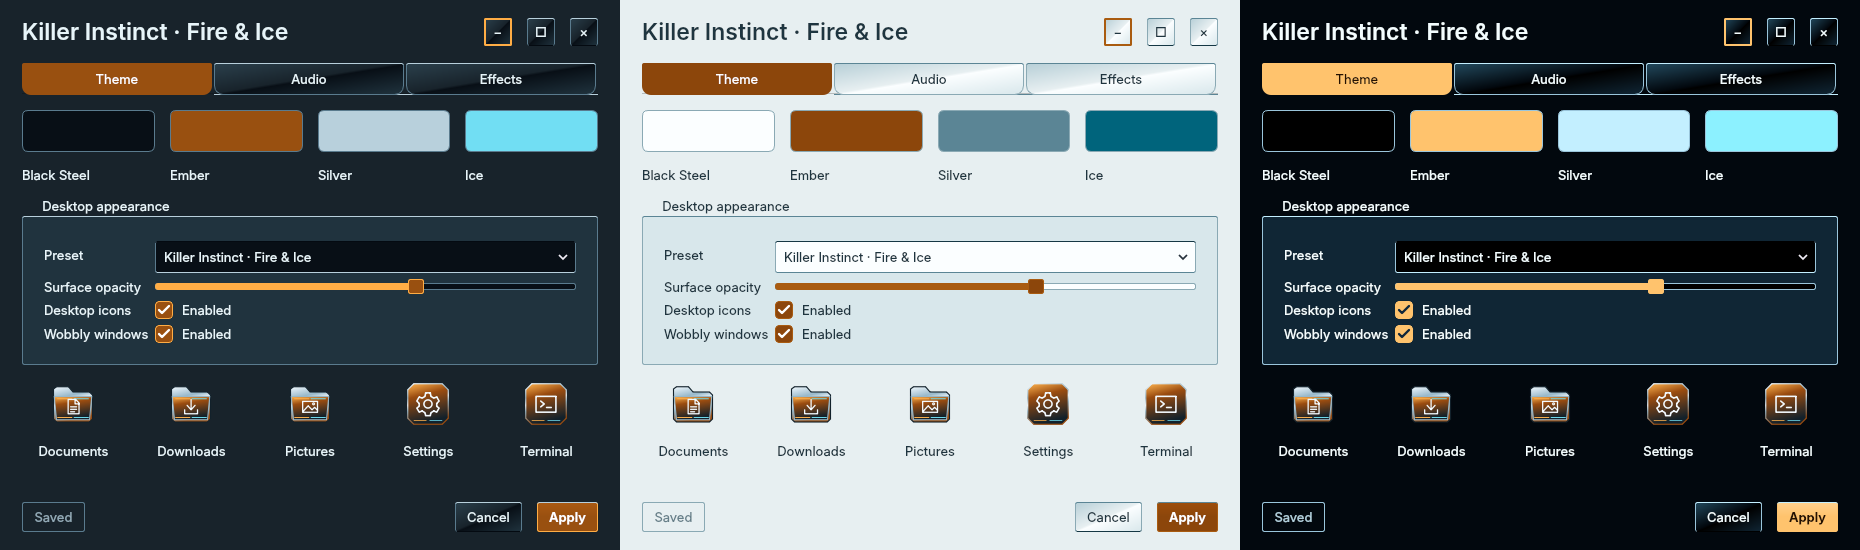 Killer Instinct · Fire & Ice
Theme Audio Effects
Black Steel Ember Silver Ice
Desktop appearance
Preset Killer Instinct · Fire & Ice
Surface opacity
Desktop icons Enabled
Wobbly windows Enabled
Documents Downloads Pictures Settings Terminal
Saved Cancel Apply
Killer Instinct · Fire & Ice
Theme Audio Effects
Black Steel Ember Silver Ice
Desktop appearance
Preset Killer Instinct · Fire & Ice
Surface opacity
Desktop icons Enabled
Wobbly windows Enabled
Documents Downloads Pictures Settings Terminal
Saved Cancel Apply
Killer Instinct · Fire & Ice
Theme Audio Effects
Black Steel Ember Silver Ice
Desktop appearance
Preset Killer Instinct · Fire & Ice
Surface opacity
Desktop icons Enabled
Wobbly windows Enabled
Documents Downloads Pictures Settings Terminal
Saved Cancel Apply